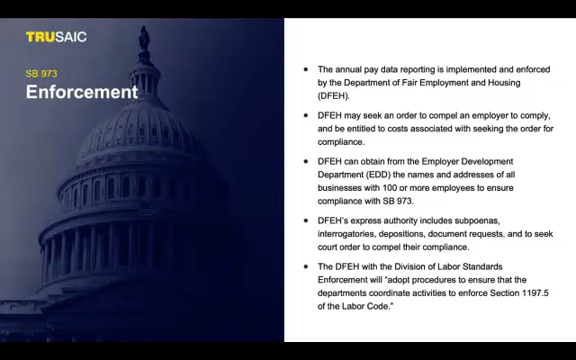 TRUSAIC
SB 973
Enforcement
• The annual pay data reporting is implemented and enforced
by the Department of Fair Employment and Housing
(DFEH).
• DFEH may seek an order to compel an employer to comply,
and be entitled to costs associated with seeking the order for
compliance.
• DFEH can obtain from the Employer Development
Department (EDD) the names and addresses of all
businesses with 100 or more employees to ensure
compliance with SB 973.
• DFEH's express authority includes subpoenas,
interrogatories, depositions, document requests, and to seek
court order to compel their compliance.
• The DFEH with the Division of Labor Standards
Enforcement will “adopt procedures to ensure that the
departments coordinate activities to enforce Section 1197.5
of the Labor Code.”